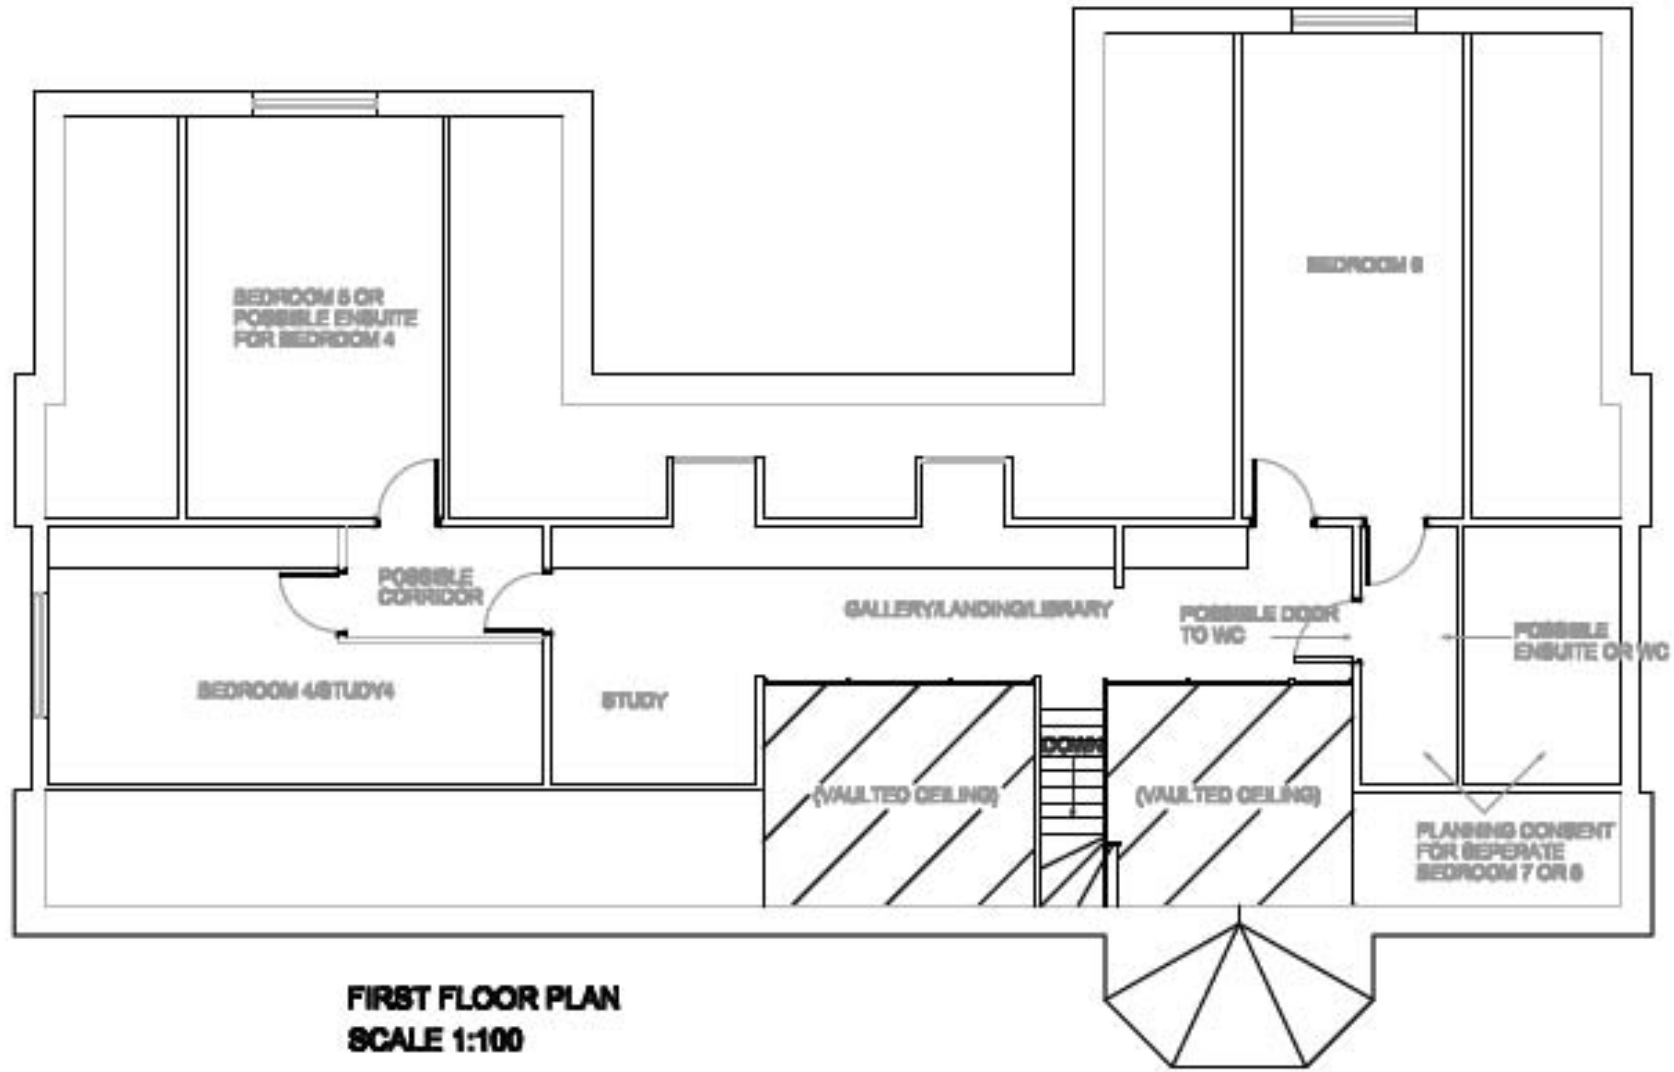 BEDROOM 5 OR
POSSIBLE ENSUITE
FOR BEDROOM 4
BEDROOM 6
POSSIBLE
CORRIDOR
GALLERY/LANDING/LIBRARY
POSSIBLE DOOR
TO WC
POSSIBLE
ENSUITE OR WC
BEDROOM 4/STUDY4
STUDY
DOWN
(VAULTED CEILING)
(VAULTED CEILING)
PLANNING CONSENT
FOR SEPERATE
BEDROOM 7 OR 8
FIRST FLOOR PLAN
SCALE 1:100